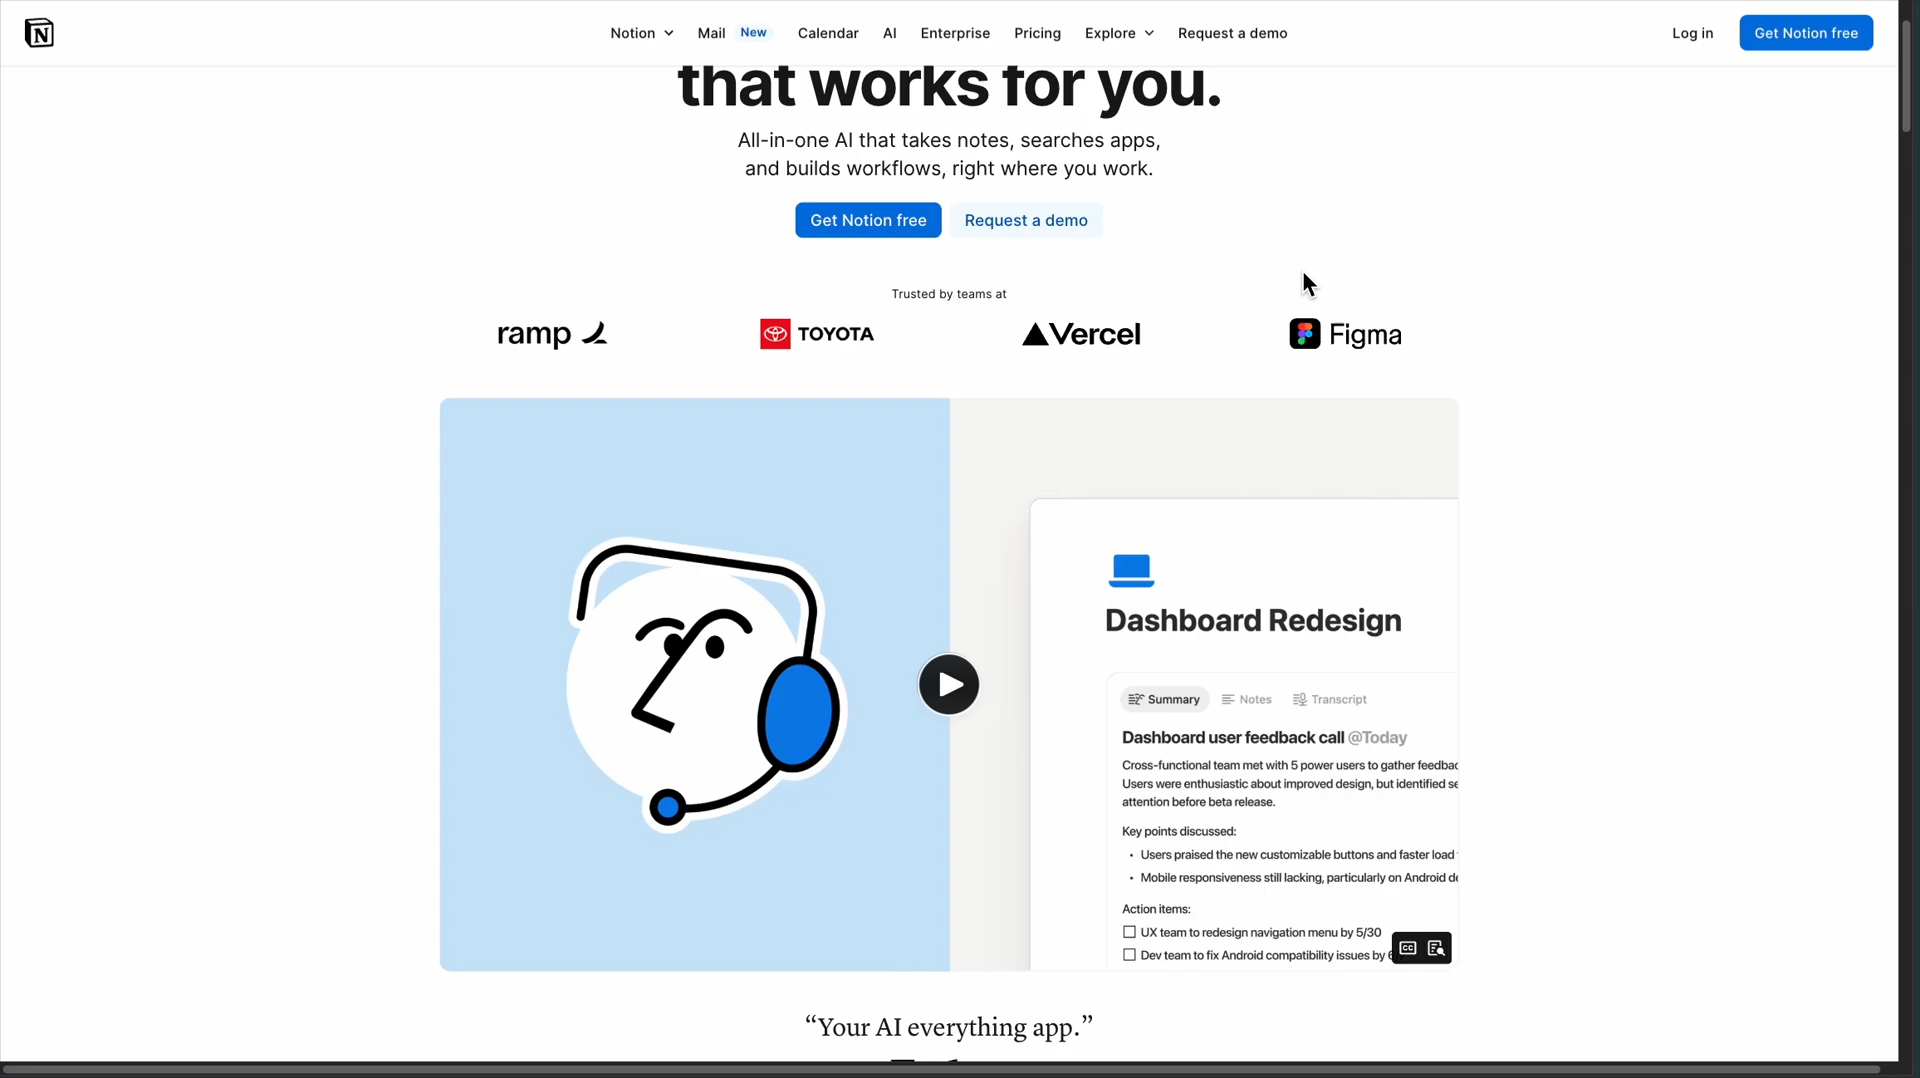 Notion
Mail New
Calendar
AI
Enterprise
Pricing
Explore
Request a demo
Log in
Get Notion free
that works for you.
All-in-one AI that takes notes, searches apps,
and builds workflows, right where you work.
Get Notion free
Request a demo
Trusted by teams at
ramp
TOYOTA
Vercel
Figma
Dashboard Redesign
Summary
Notes
Transcript
Dashboard user feedback call @Today
Cross-functional team met with 5 power users to gather
Users were enthusiastic about improved design, but identified
attention before beta release.
Key points discussed:
• Users praised the new customizable buttons and faster load
• Mobile responsiveness still lacking, particularly on Android
Action items:
UX team to redesign navigation menu by 5/30
Dev team to fix Android compatibility issues by
CC
“Your AI everything app.”